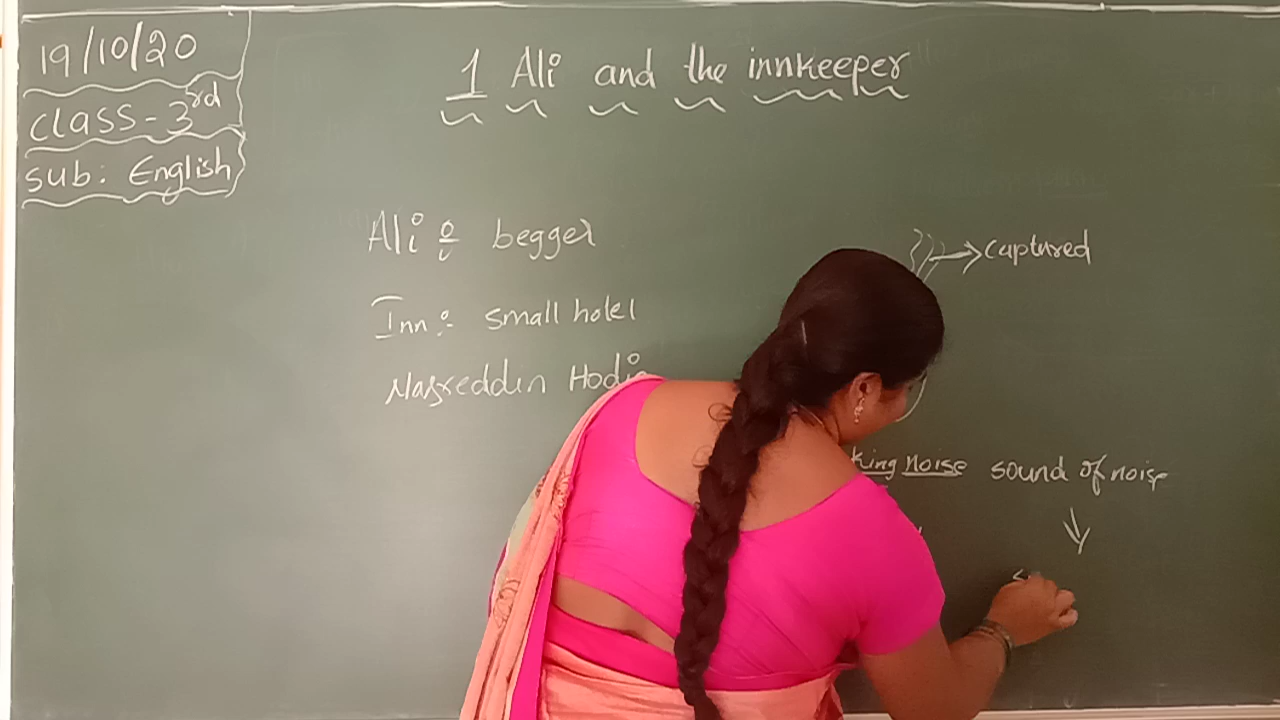 19/10/20
class-3rd
sub: English
1 Ali and the innkeeper
Ali :- begger
→ captured
Inn :- small hotel
Nasreddin
king noise sound of noise